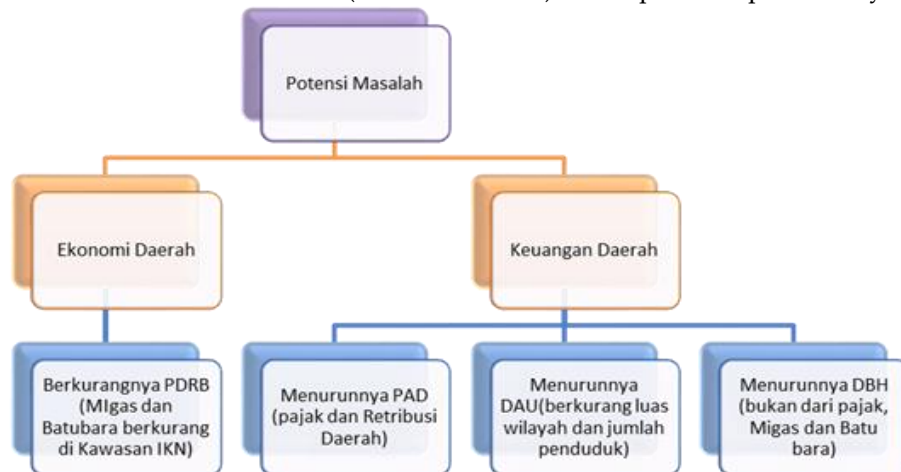 Potensi Masalah
Ekonomi Daerah
Keuangan Daerah
Berkurangnya PDRB
(MIgas dan
Batubara berkurang
di Kawasan IKN)
Menurunnya PAD
(pajak dan Retribusi
Daerah)
Menurunnya
DAU(berkurang luas
wilayah dan jumlah
penduduk)
Menurunnya DBH
(bukan dari pajak,
Migas dan Batu
bara)